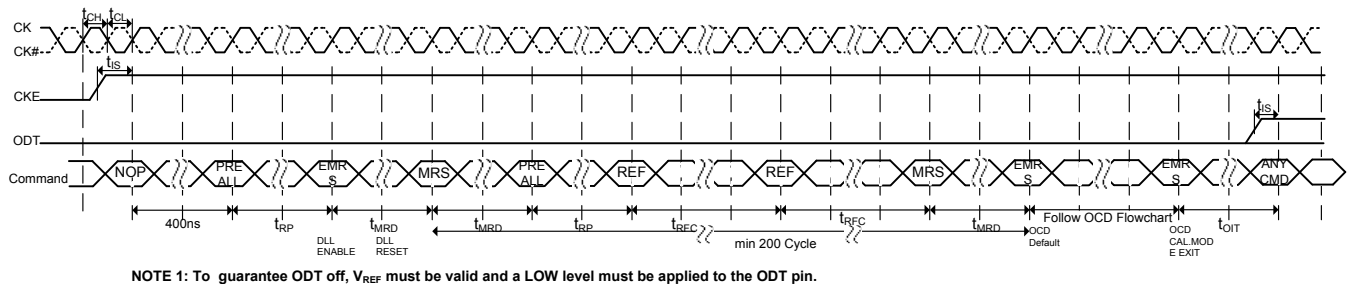 tCH tCL
CK
CK#
tIS
CKE
tIS
ODT
Command NOP PRE ALL EMR S MRS PRE ALL REF REF MRS EMR S EMR S ANY CMD
400ns tRP tMRD tMRD tRP tRFC tRFC tMRD Follow OCD Flowchart tOIT
DLL ENABLE
DLL RESET
min 200 Cycle
OCD Default
OCD CAL.MOD E EXIT
NOTE 1: To guarantee ODT off, VREF must be valid and a LOW level must be applied to the ODT pin.